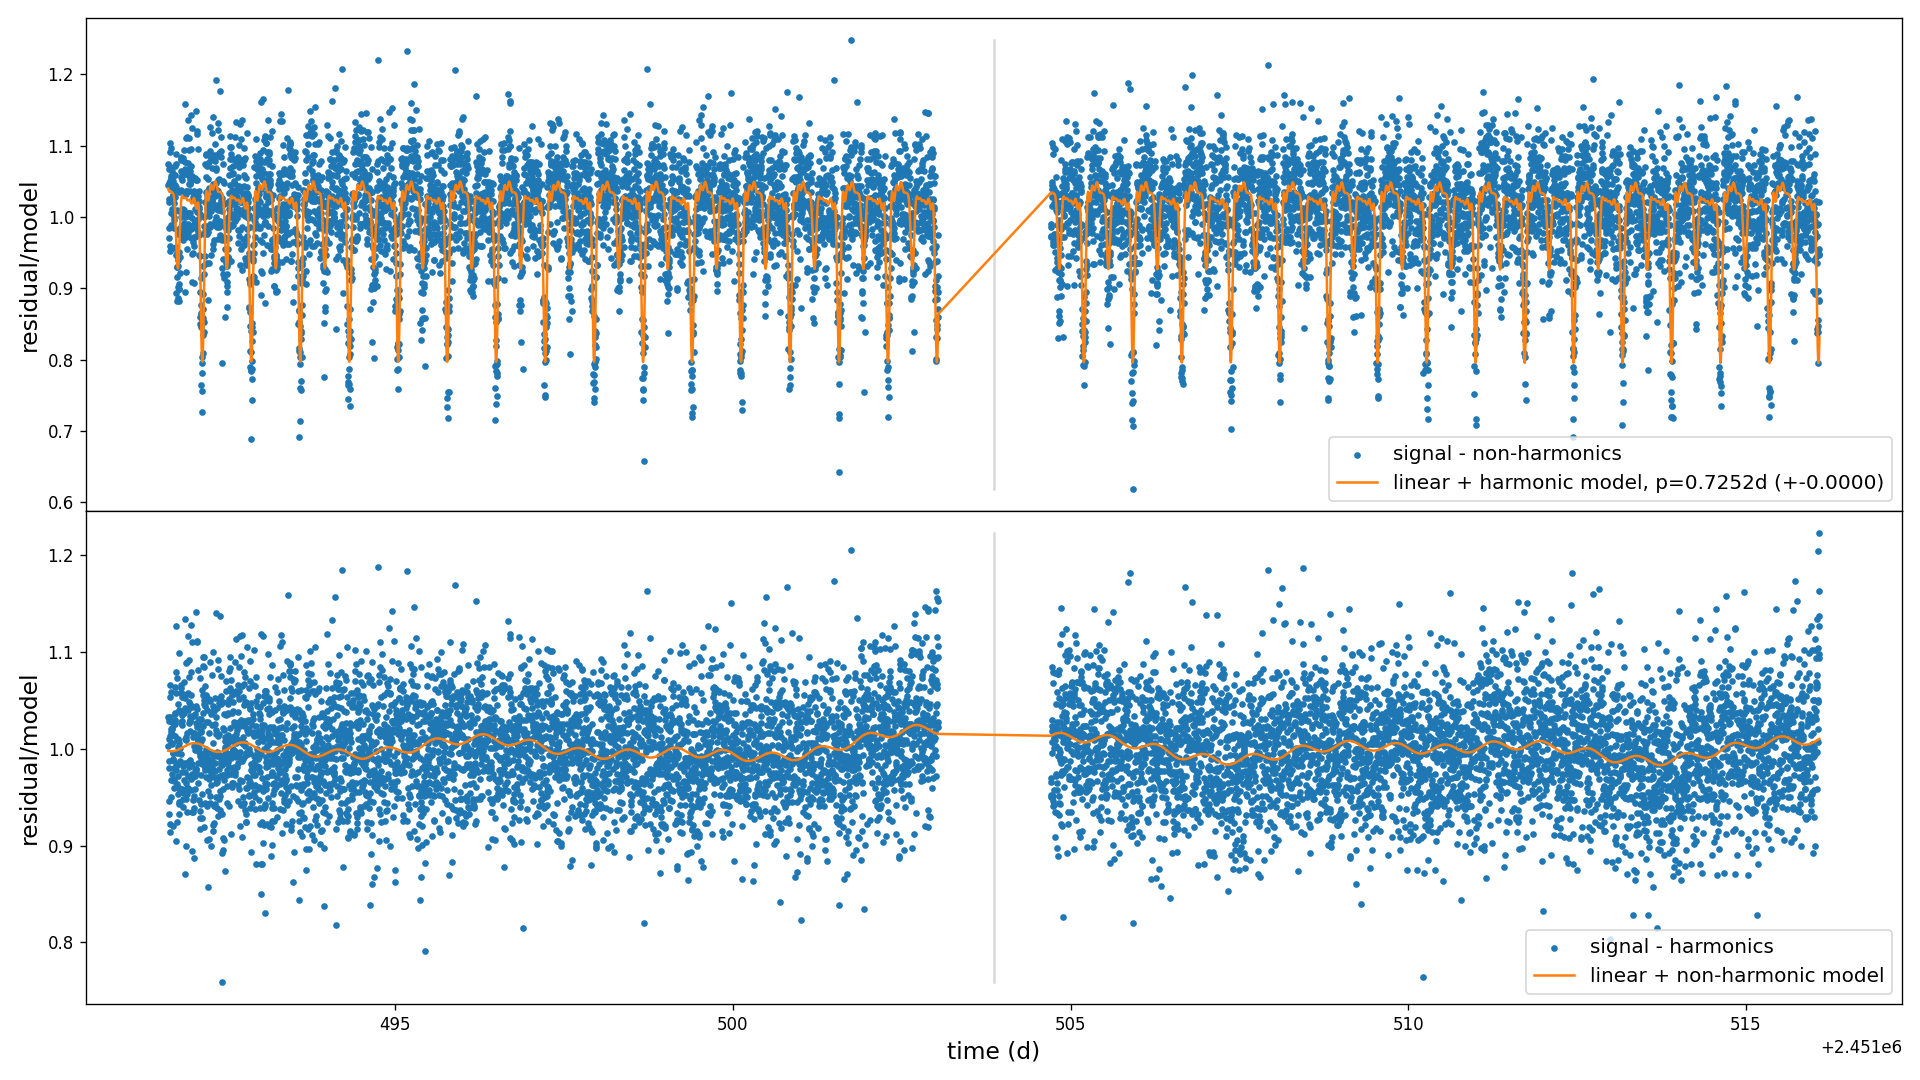 1.2
1.1
1.0
0.9
0.8
0.7
0.6
residual/model
signal - non-harmonics
linear + harmonic model, p=0.7252d (+-0.0000)
1.2
1.1
1.0
0.9
0.8
residual/model
signal - harmonics
linear + non-harmonic model
495
500
505
510
515
time (d)
+2.451e6